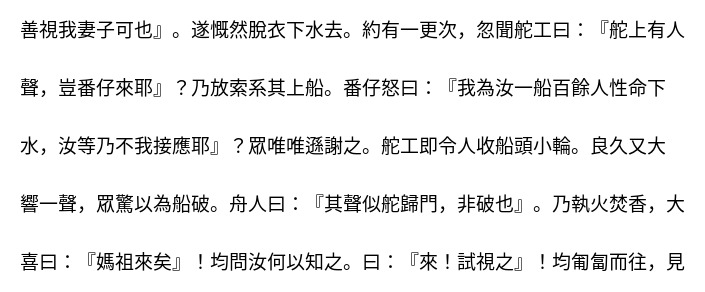 善視我妻子可也』。遂慨然脫衣下水去。約有一更次，忽聞舵工曰：『舵上有人
聲，豈番仔來耶』？乃放索系其上船。番仔怒曰：『我為汝一船百餘人性命下
水，汝等乃不我接應耶』？眾唯唯遜謝之。舵工即令人收船頭小輪。良久又大
響一聲，眾驚以為船破。舟人曰：『其聲似舵歸門，非破也』。乃執火焚香，大
喜曰：『媽祖來矣』！均問汝何以知之。曰：『來！試視之』！均匍匐而往，見